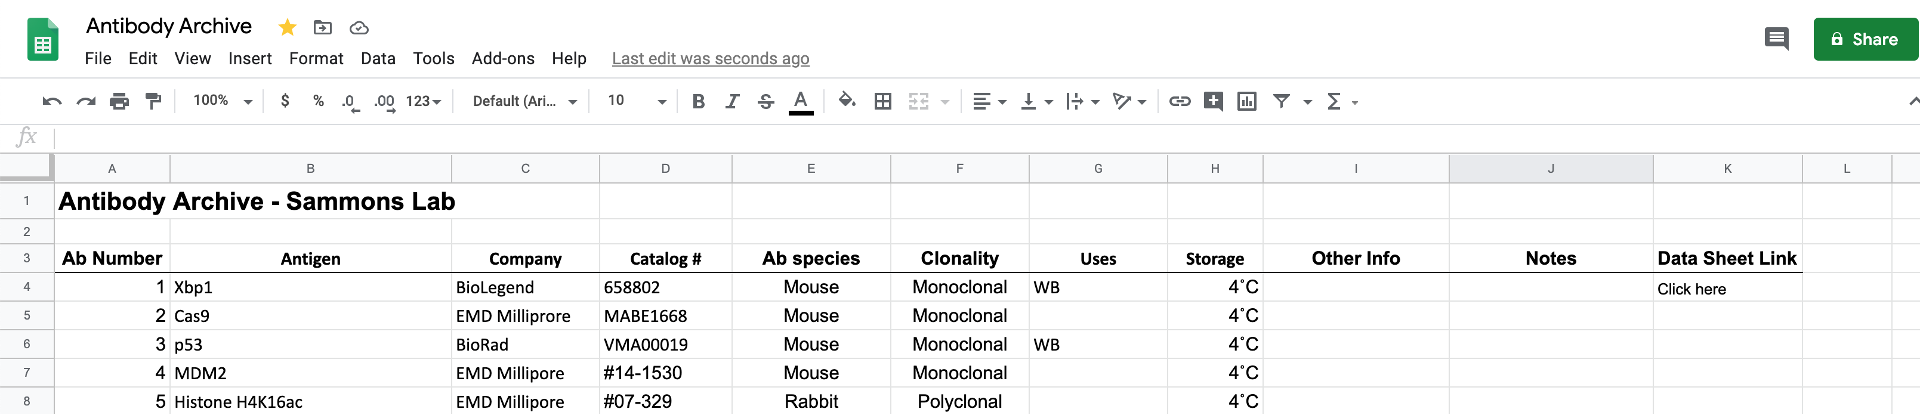 Antibody Archive
File Edit View Insert Format Data Tools Add-ons Help Last edit was seconds ago
Share
100% $ % .0 .00 123 Default (Ari... 10 B I S A Σ
fx
A B C D E F G H I J K L
1 Antibody Archive - Sammons Lab
2
3 Ab Number Antigen Company Catalog # Ab species Clonality Uses Storage Other Info Notes Data Sheet Link
4 1 Xbp1 BioLegend 658802 Mouse Monoclonal WB 4°C Click here
5 2 Cas9 EMD Milliprore MABE1668 Mouse Monoclonal 4°C
6 3 p53 BioRad VMA00019 Mouse Monoclonal WB 4°C
7 4 MDM2 EMD Millipore #14-1530 Mouse Monoclonal 4°C
8 5 Histone H4K16ac EMD Millipore #07-329 Rabbit Polyclonal 4°C